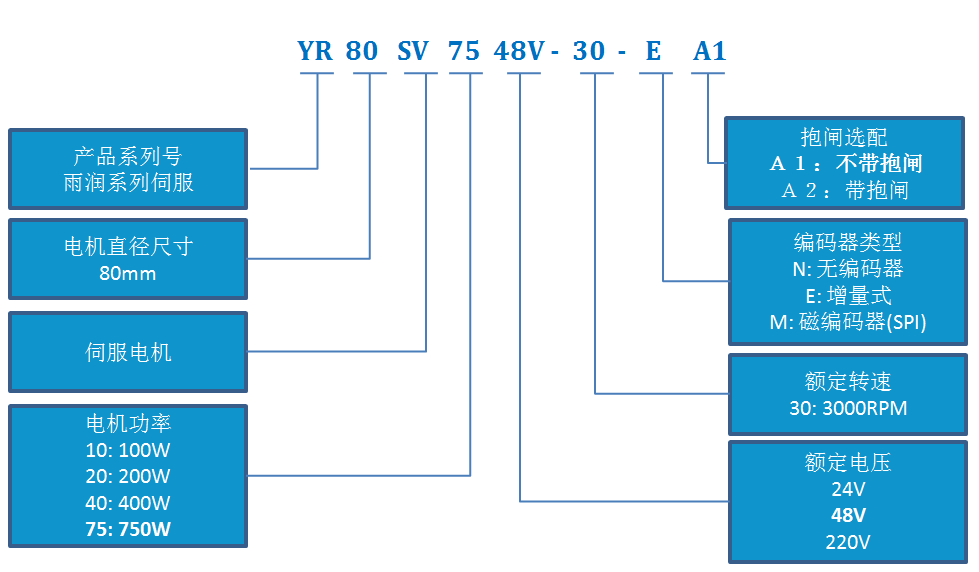 YR 80 SV 75 48V - 30 - E A1
产品系列号
雨润系列伺服
电机直径尺寸
80mm
伺服电机
电机功率
10: 100W
20: 200W
40: 400W
75: 750W
抱闸选配
Ａ１：不带抱闸
Ａ２：带抱闸
编码器类型
N: 无编码器
E: 增量式
M: 磁编码器(SPI)
额定转速
30: 3000RPM
额定电压
24V
48V
220V